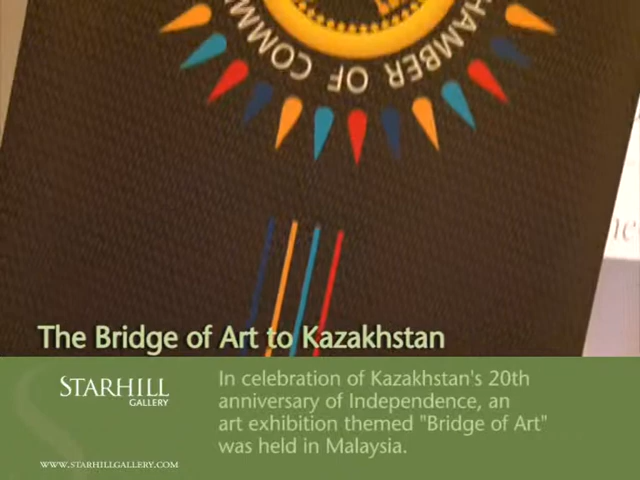 CHAMBER OF COMM
The Bridge of Art to Kazakhstan
STARHILL
GALLERY
In celebration of Kazakhstan's 20th
anniversary of Independence, an
art exhibition themed "Bridge of Art"
was held in Malaysia.
WWW.STARHILLGALLERY.COM